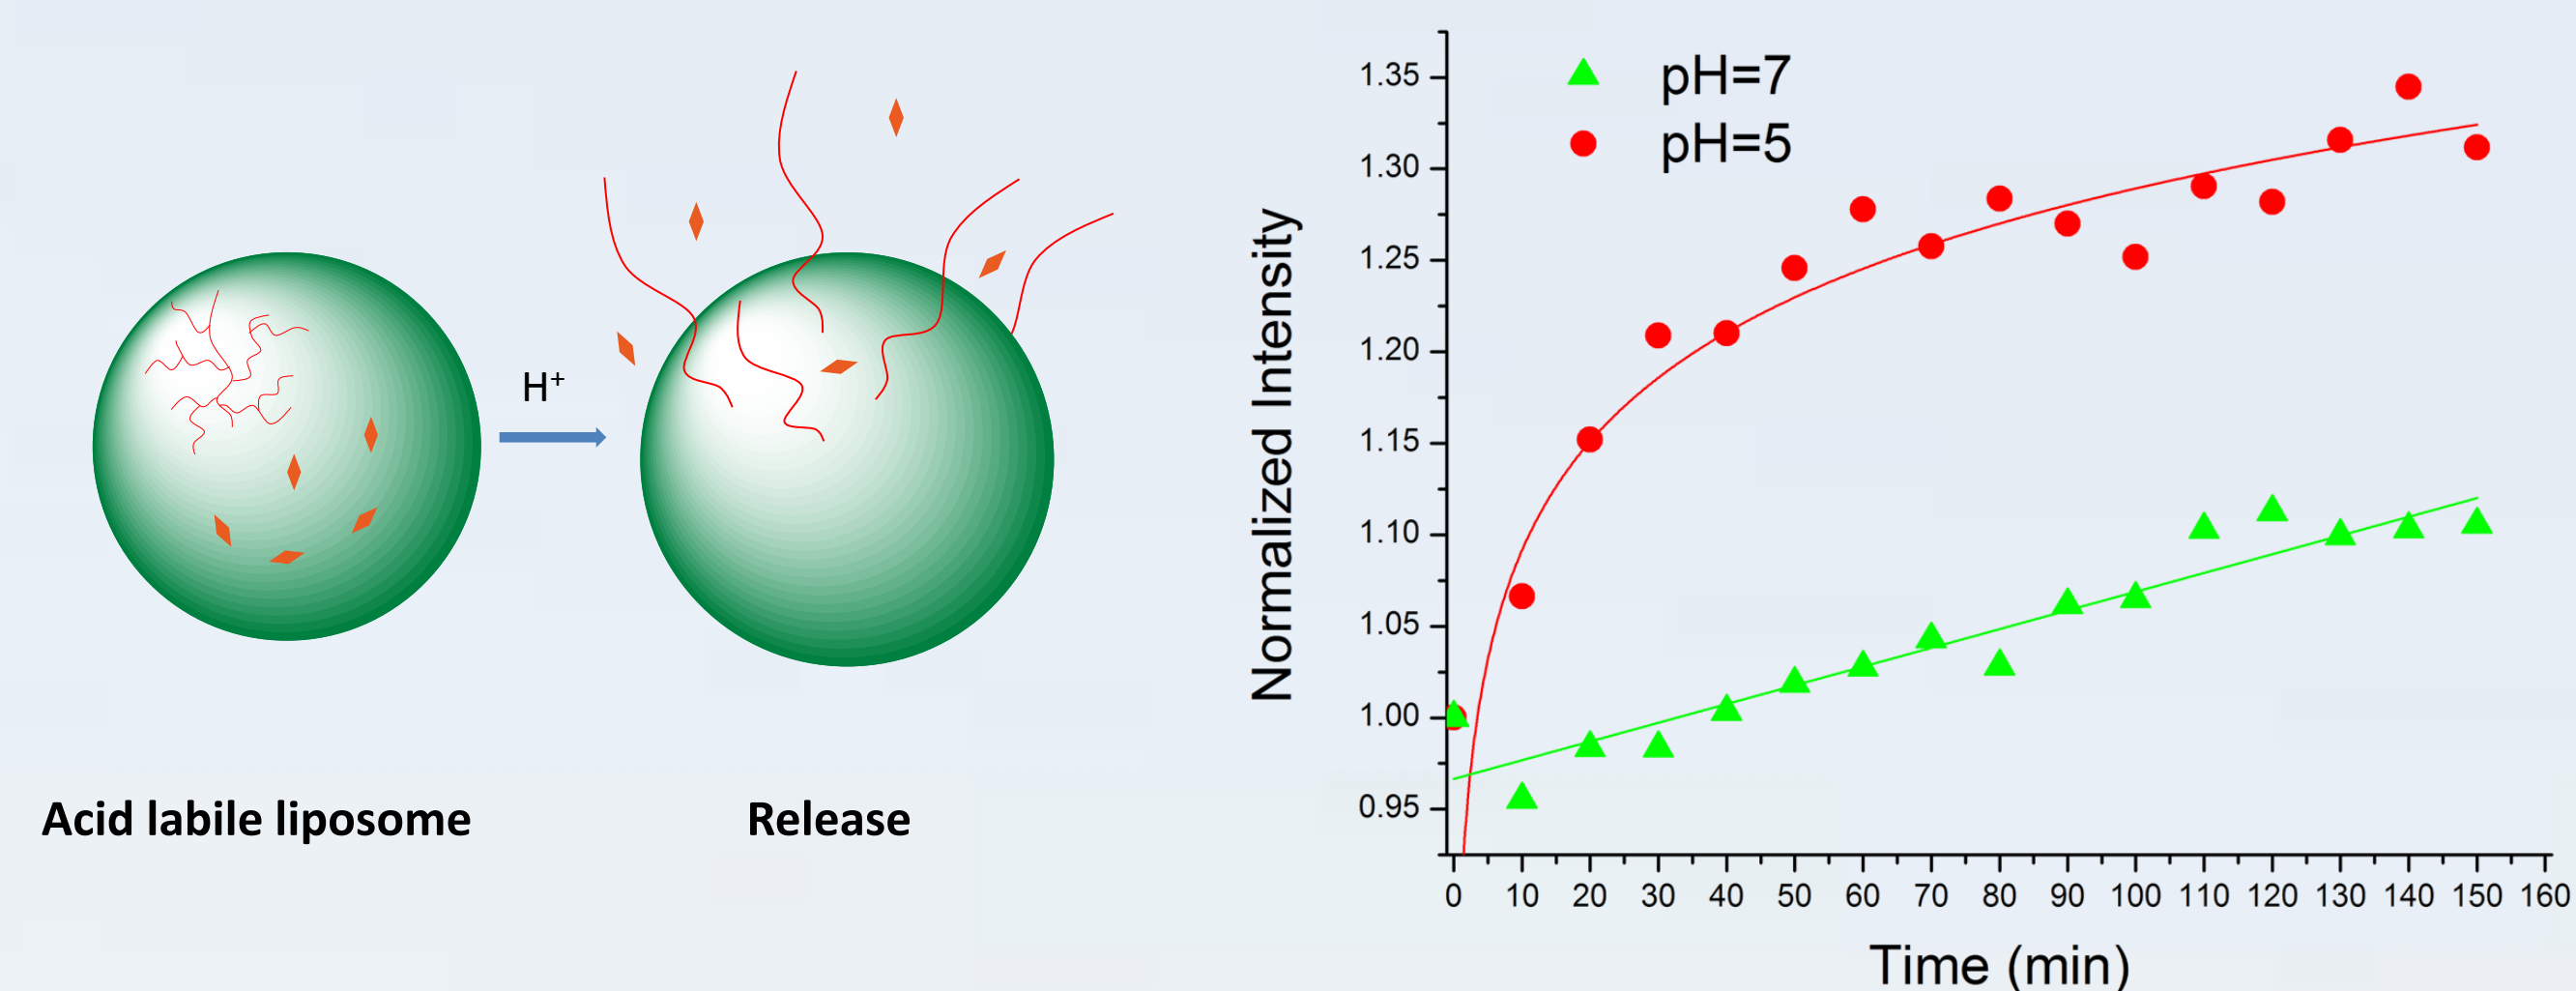 H⁺
Acid labile liposome
Release
pH=7
pH=5
Normalized Intensity
1.35
1.30
1.25
1.20
1.15
1.10
1.05
1.00
0.95
0 10 20 30 40 50 60 70 80 90 100 110 120 130 140 150 160
Time (min)